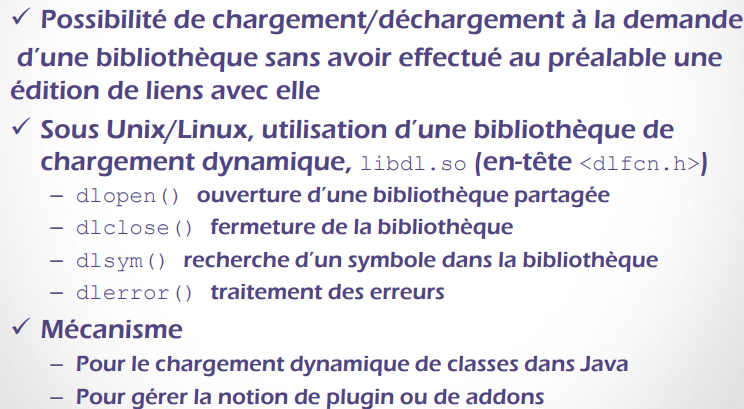 ✓ Possibilité de chargement/déchargement à la demande
d'une bibliothèque sans avoir effectué au préalable une
édition de liens avec elle
✓ Sous Unix/Linux, utilisation d'une bibliothèque de
chargement dynamique, libdl.so (en-tête <dlfcn.h>)
– dlopen() ouverture d'une bibliothèque partagée
– dlclose() fermeture de la bibliothèque
– dlsym() recherche d'un symbole dans la bibliothèque
– dlerror() traitement des erreurs
✓ Mécanisme
– Pour le chargement dynamique de classes dans Java
– Pour gérer la notion de plugin ou de addons